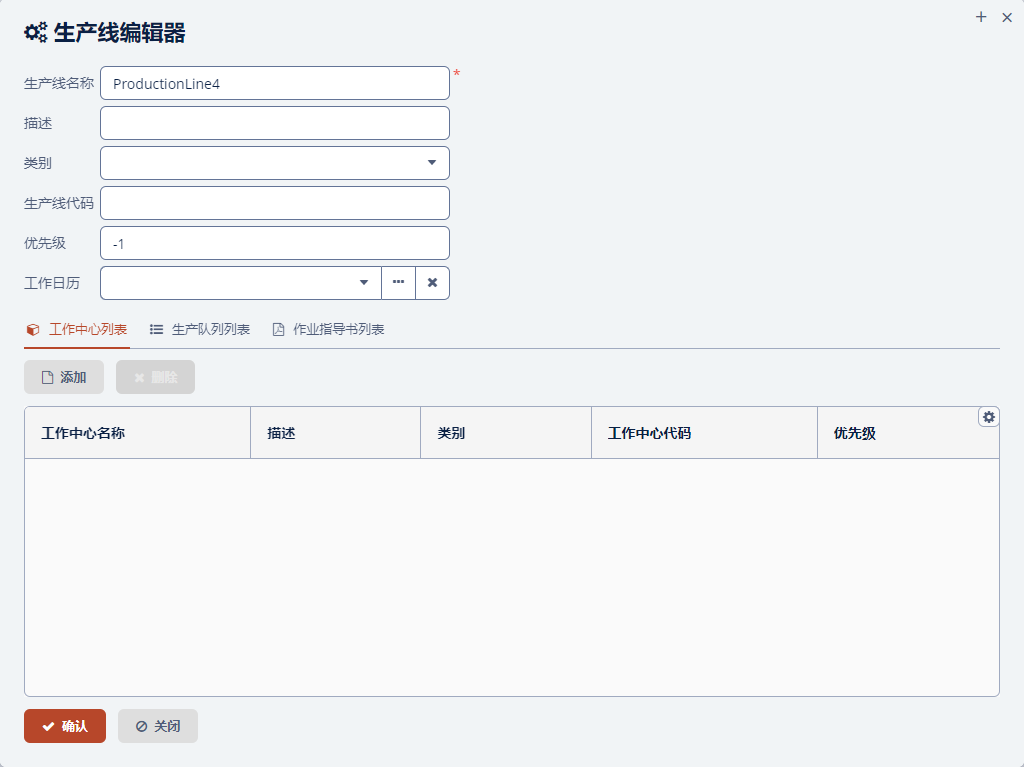 生产线编辑器
生产线名称 ProductionLine4 *
描述
类别
生产线代码
优先级 -1
工作日历
工作中心列表 生产队列列表 作业指导书列表
添加 删除
工作中心名称 描述 类别 工作中心代码 优先级
确认 关闭